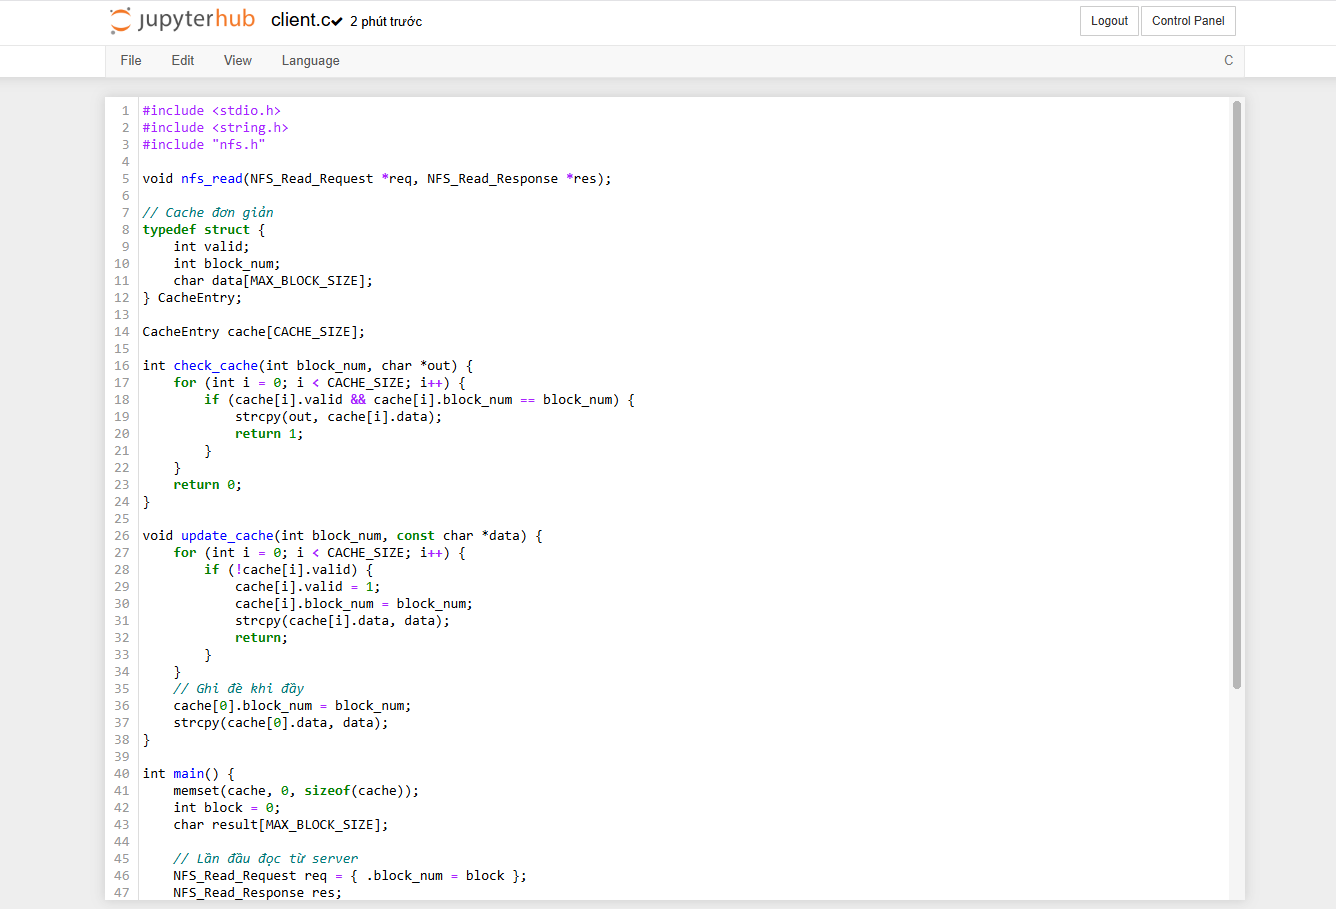 jupyterhub client.c✔ 2 phút trước Logout Control Panel
File Edit View Language C
1 #include <stdio.h>
2 #include <string.h>
3 #include "nfs.h"
4
5 void nfs_read(NFS_Read_Request *req, NFS_Read_Response *res);
6
7 // Cache đơn giản
8 typedef struct {
9     int valid;
10     int block_num;
11     char data[MAX_BLOCK_SIZE];
12 } CacheEntry;
13
14 CacheEntry cache[CACHE_SIZE];
15
16 int check_cache(int block_num, char *out) {
17     for (int i = 0; i < CACHE_SIZE; i++) {
18         if (cache[i].valid && cache[i].block_num == block_num) {
19             strcpy(out, cache[i].data);
20             return 1;
21         }
22     }
23     return 0;
24 }
25
26 void update_cache(int block_num, const char *data) {
27     for (int i = 0; i < CACHE_SIZE; i++) {
28         if (!cache[i].valid) {
29             cache[i].valid = 1;
30             cache[i].block_num = block_num;
31             strcpy(cache[i].data, data);
32             return;
33         }
34     }
35     // Ghi đè khi đầy
36     cache[0].block_num = block_num;
37     strcpy(cache[0].data, data);
38 }
39
40 int main() {
41     memset(cache, 0, sizeof(cache));
42     int block = 0;
43     char result[MAX_BLOCK_SIZE];
44
45     // Lần đầu đọc từ server
46     NFS_Read_Request req = { .block_num = block };
47     NFS_Read_Response res;